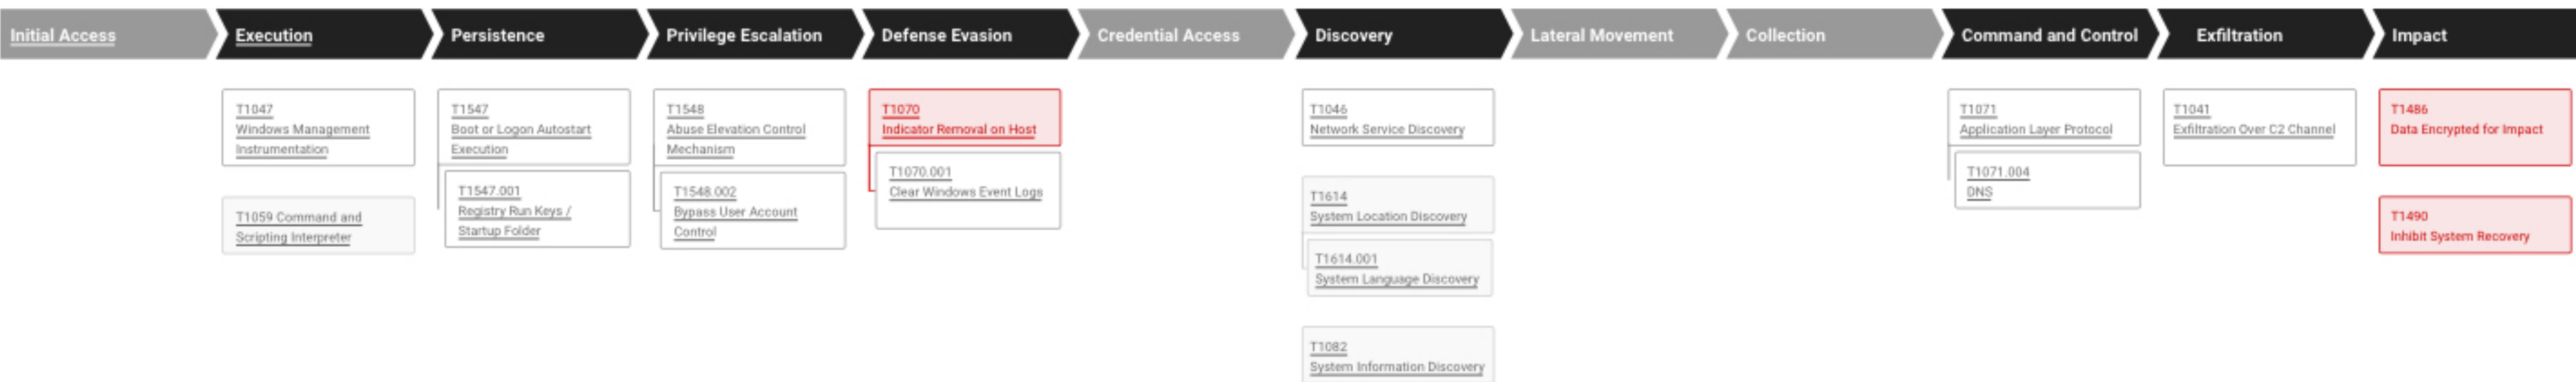 Initial Access
Execution
Persistence
Privilege Escalation
Defense Evasion
Credential Access
Discovery
Lateral Movement
Collection
Command and Control
Exfiltration
Impact
T1047
Windows Management
Instrumentation
T1059 Command and
Scripting Interpreter
T1547
Boot or Logon Autostart
Execution
T1547.001
Registry Run Keys /
Startup Folder
T1548
Abuse Elevation Control
Mechanism
T1548.002
Bypass User Account
Control
T1070
Indicator Removal on Host
T1070.001
Clear Windows Event Logs
T1046
Network Service Discovery
T1614
System Location Discovery
T1614.001
System Language Discovery
T1082
System Information Discovery
T1071
Application Layer Protocol
T1071.004
DNS
T1041
Exfiltration Over C2 Channel
T1486
Data Encrypted for Impact
T1490
Inhibit System Recovery